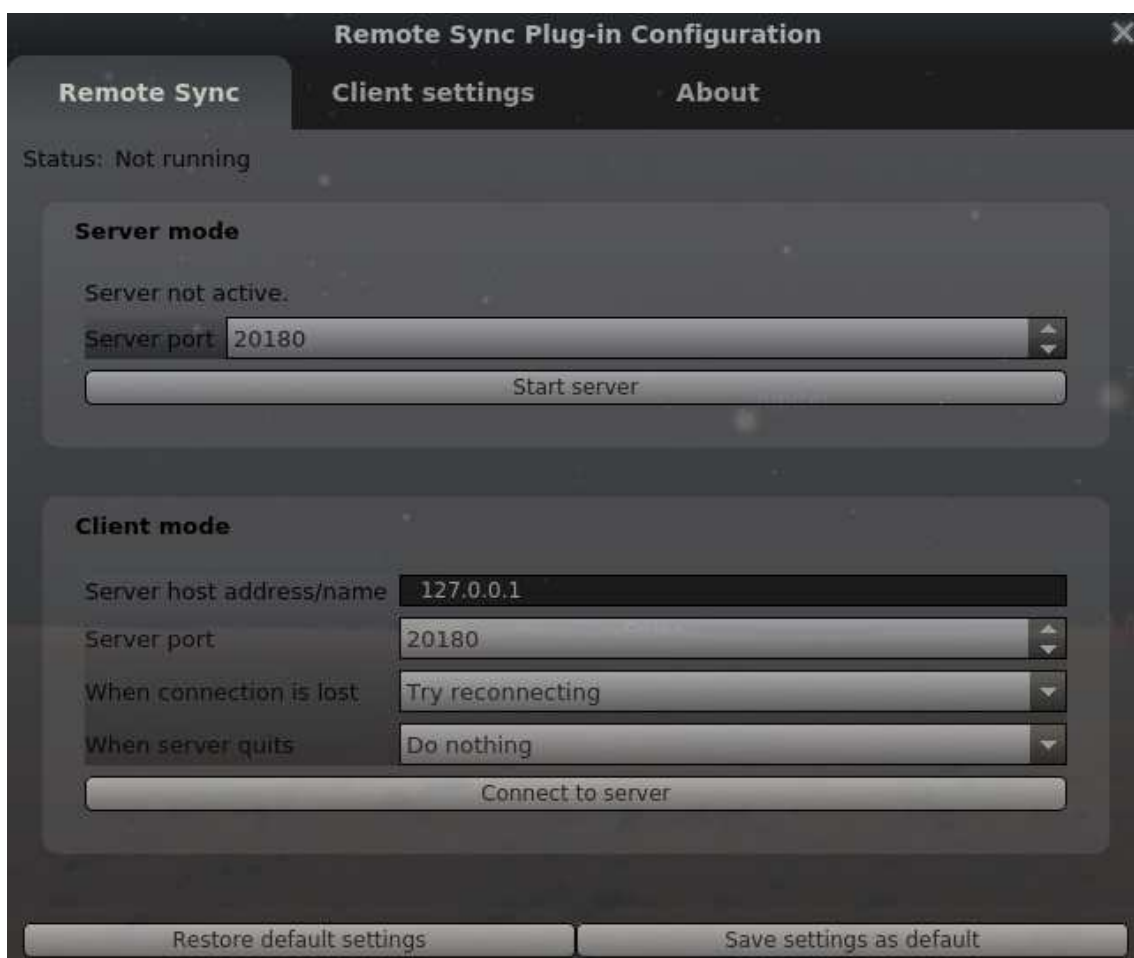 Remote Sync Plug-in Configuration
Remote Sync Client settings About
Status: Not running
Server mode
Server not active.
Server port 20180
Start server
Client mode
Server host address/name 127.0.0.1
Server port 20180
When connection is lost Try reconnecting
When server quits Do nothing
Connect to server
Restore default settings Save settings as default